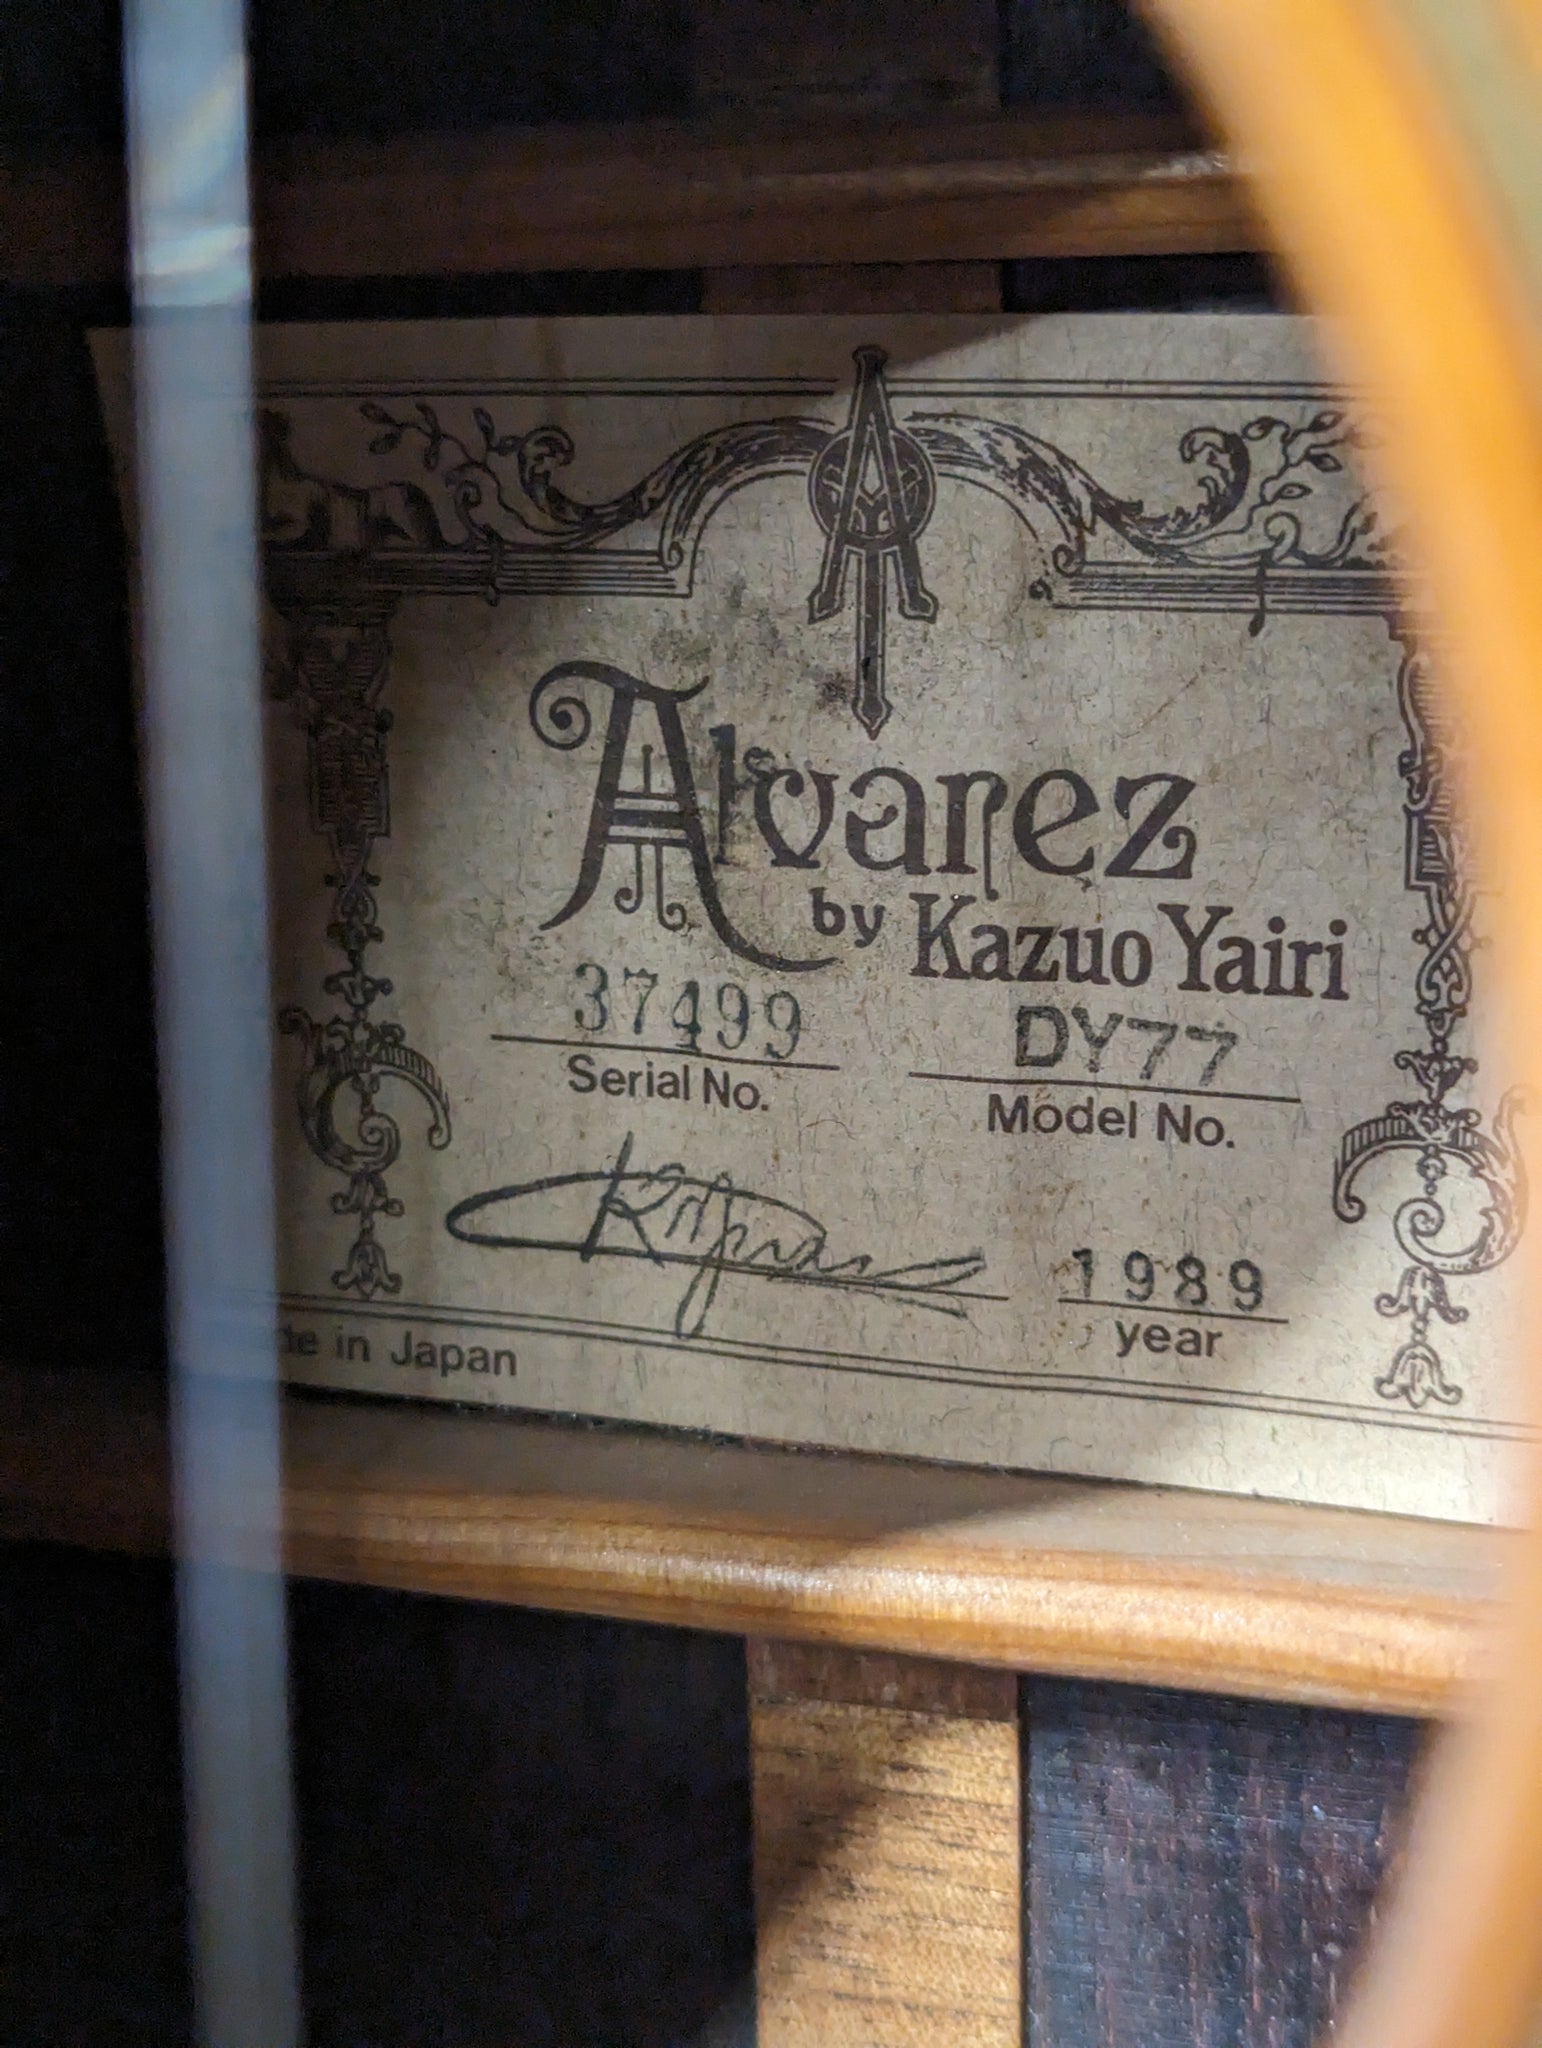 Alvarez
by Kazuo Yairi
37499 DY77
Serial No. Model No.
1989
year
in Japan